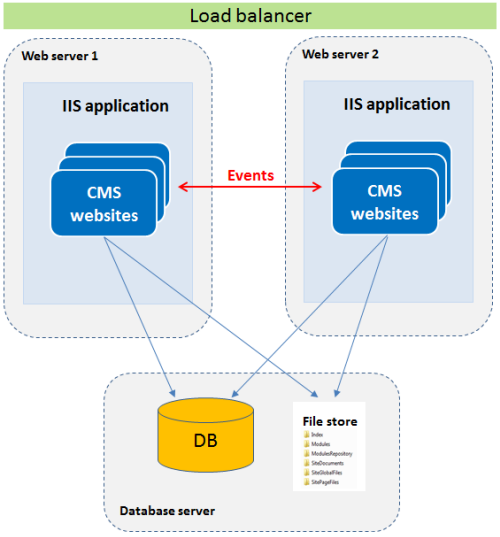 Load balancer
Web server 1
IIS application
CMS
websites
Web server 2
IIS application
CMS
websites
Events
DB
File store
Index
Modules
ModulesRepository
SiteDocuments
SiteGlobalFiles
SitePageFiles
Database server